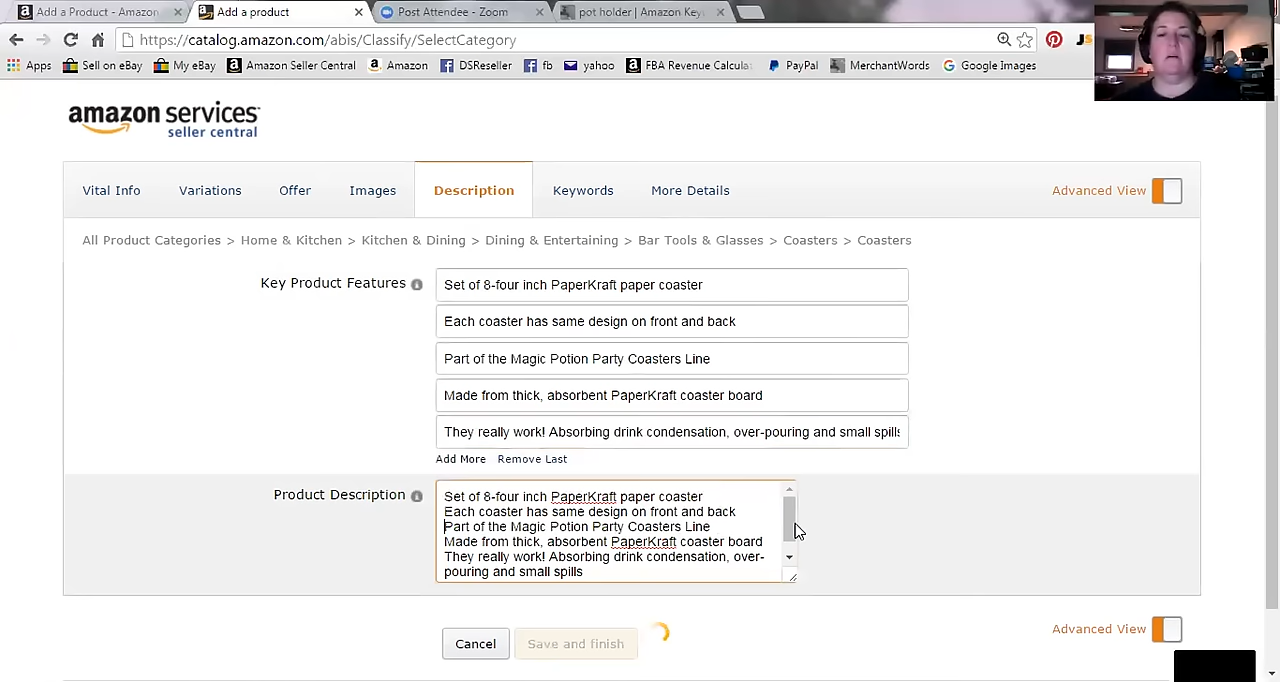 Add a Product - Amazon
Add a product
Post Attendee - Zoom
pot holder | Amazon Key
https://catalog.amazon.com/abis/Classify/SelectCategory
Apps
Sell on eBay
My eBay
Amazon Seller Central
Amazon
Fba reseller
fb
yahoo
FBA Revenue Calcula
PayPal
MerchantWords
Google Images
amazon services
seller central
Vital Info
Variations
Offer
Images
Description
Keywords
More Details
Advanced View
All Product Categories > Home & Kitchen > Kitchen & Dining > Dining & Entertaining > Bar Tools & Glasses > Coasters > Coasters
Key Product Features
Set of 8-four inch PaperKraft paper coaster
Each coaster has same design on front and back
Part of the Magic Potion Party Coasters Line
Made from thick, absorbent PaperKraft coaster board
They really work! Absorbing drink condensation, over-pouring and small spills
Add More
Remove Last
Product Description
Set of 8-four inch PaperKraft paper coaster
Each coaster has same design on front and back
Part of the Magic Potion Party Coasters Line
Made from thick, absorbent PaperKraft coaster board
They really work! Absorbing drink condensation, over-
pouring and small spills
Cancel
Save and finish
Advanced View